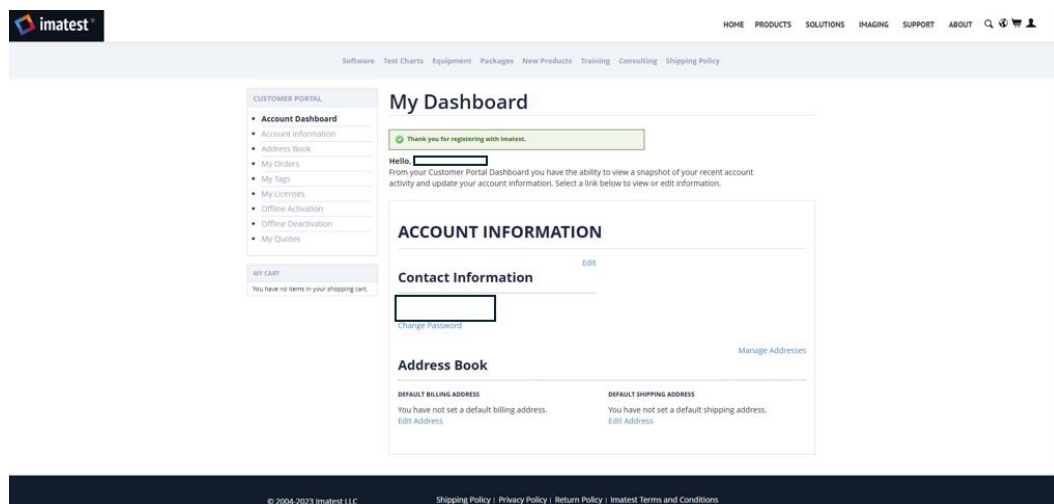 imatest
HOME PRODUCTS SOLUTIONS IMAGING SUPPORT ABOUT
Software Test Charts Equipment Packages New Products Training Consulting Shipping Policy
CUSTOMER PORTAL
Account Dashboard
Account Information
Address Book
My Orders
My Tags
My Licenses
Offline Activation
Offline Deactivation
My Quotes
MY CART
You have no items in your shopping cart.
My Dashboard
Thank you for registering with Imatest.
Hello,
From your Customer Portal Dashboard you have the ability to view a snapshot of your recent account
activity and update your account information. Select a link below to view or edit information.
ACCOUNT INFORMATION
Edit
Contact Information
Change Password
Manage Addresses
Address Book
DEFAULT BILLING ADDRESS
You have not set a default billing address.
Edit Address
DEFAULT SHIPPING ADDRESS
You have not set a default shipping address.
Edit Address
© 2004-2023 Imatest LLC
Shipping Policy | Privacy Policy | Return Policy | Imatest Terms and Conditions